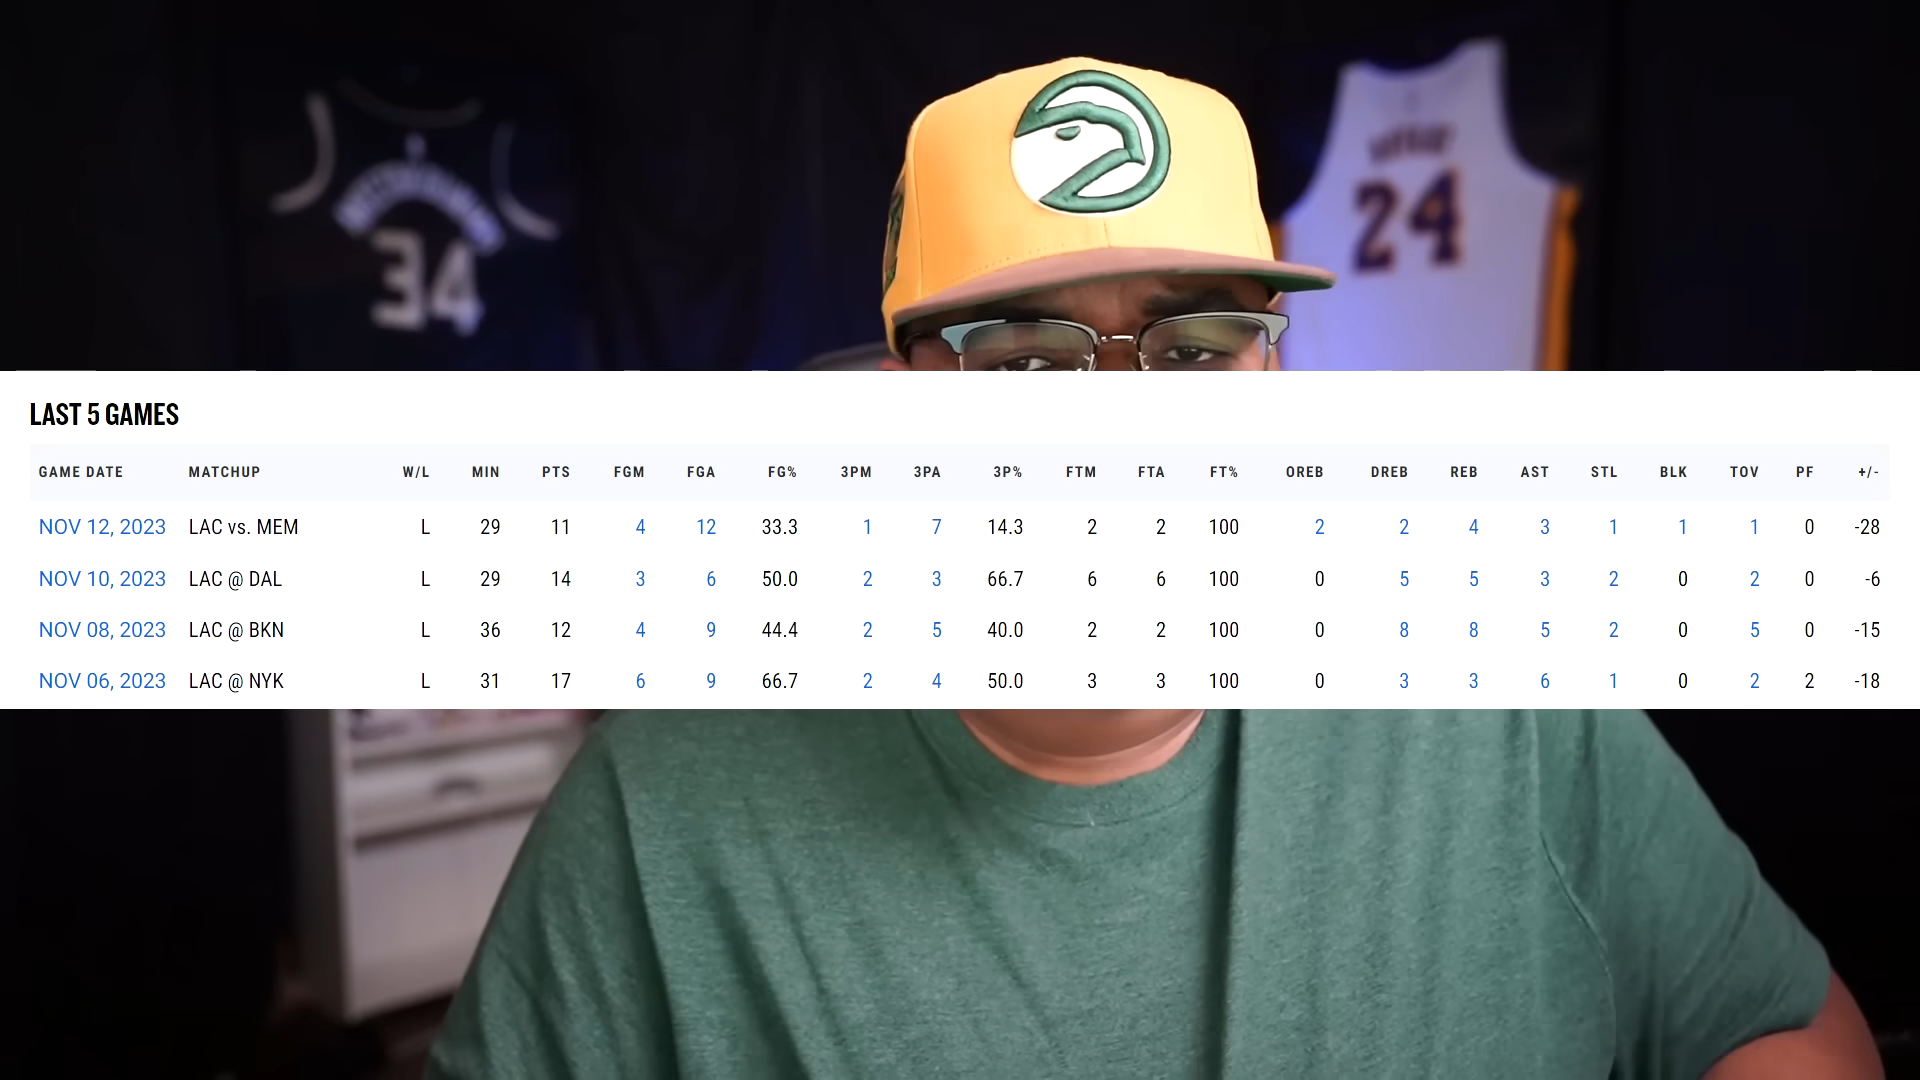 34
24
LAST 5 GAMES
GAME DATE MATCHUP W/L MIN PTS FGM FGA FG% 3PM 3PA 3P% FTM FTA FT% OREB DREB REB AST STL BLK TOV PF +/-
NOV 12, 2023 LAC vs. MEM L 29 11 4 12 33.3 1 7 14.3 2 2 100 2 2 4 3 1 1 1 0 -28
NOV 10, 2023 LAC @ DAL L 29 14 3 6 50.0 2 3 66.7 6 6 100 0 5 5 3 2 0 2 0 -6
NOV 08, 2023 LAC @ BKN L 36 12 4 9 44.4 2 5 40.0 2 2 100 0 8 8 5 2 0 5 0 -15
NOV 06, 2023 LAC @ NYK L 31 17 6 9 66.7 2 4 50.0 3 3 100 0 3 3 6 1 0 2 2 -18